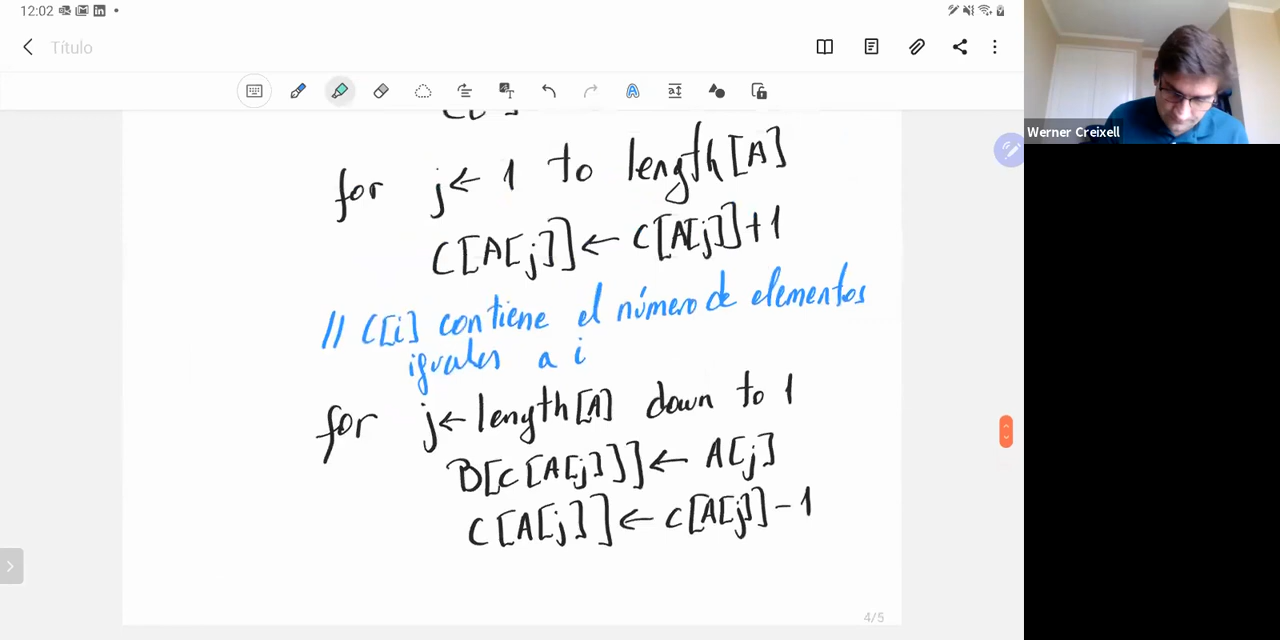 12:02
Título
Werner Creixell
for j← 1 to length[A]
C[A[j]] ← C[A[j]]+1
// C[i] contiene el número de elementos
iguales a i
for j← length[A] down to 1
B[C[A[j]]] ← A[j]
C[A[j]] ← C[A[j]]-1
4/5